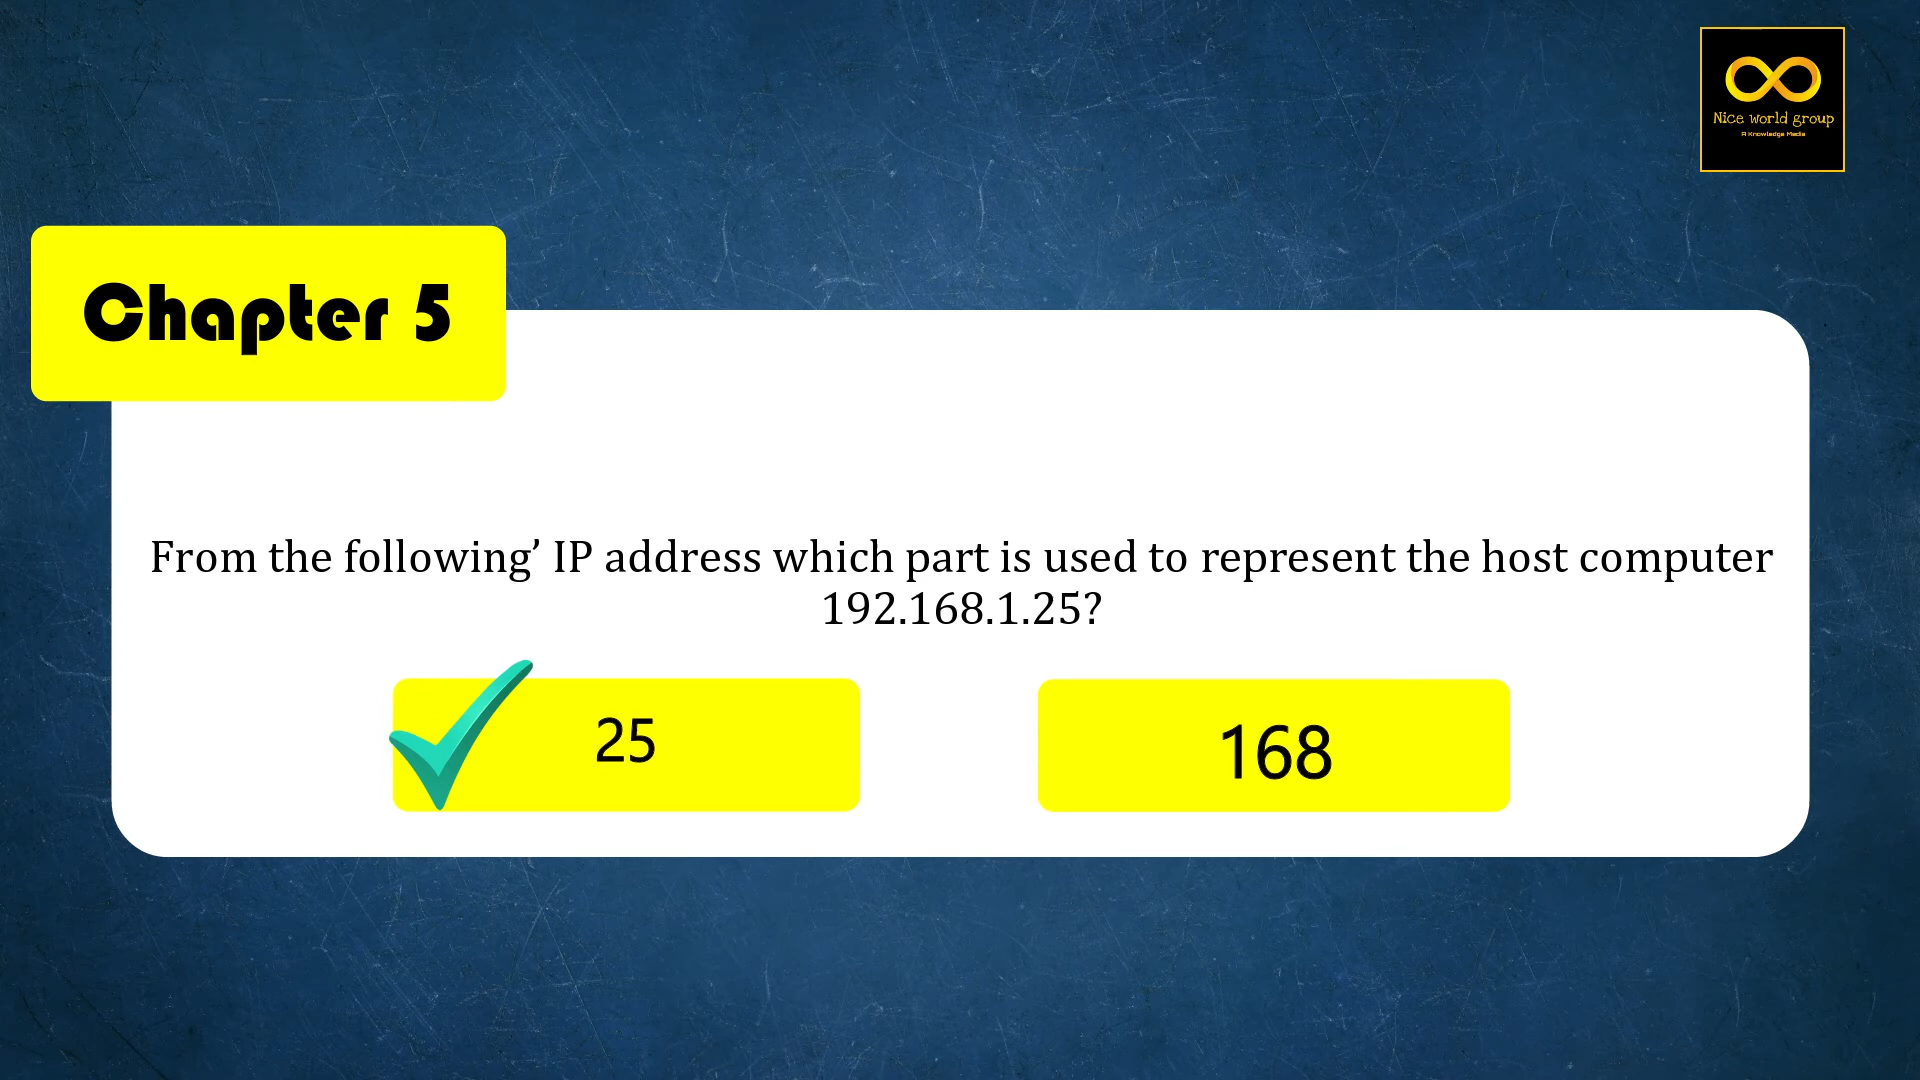 Nice world group
A Knowledge Media
Chapter 5
From the following’ IP address which part is used to represent the host computer
192.168.1.25?
25
168